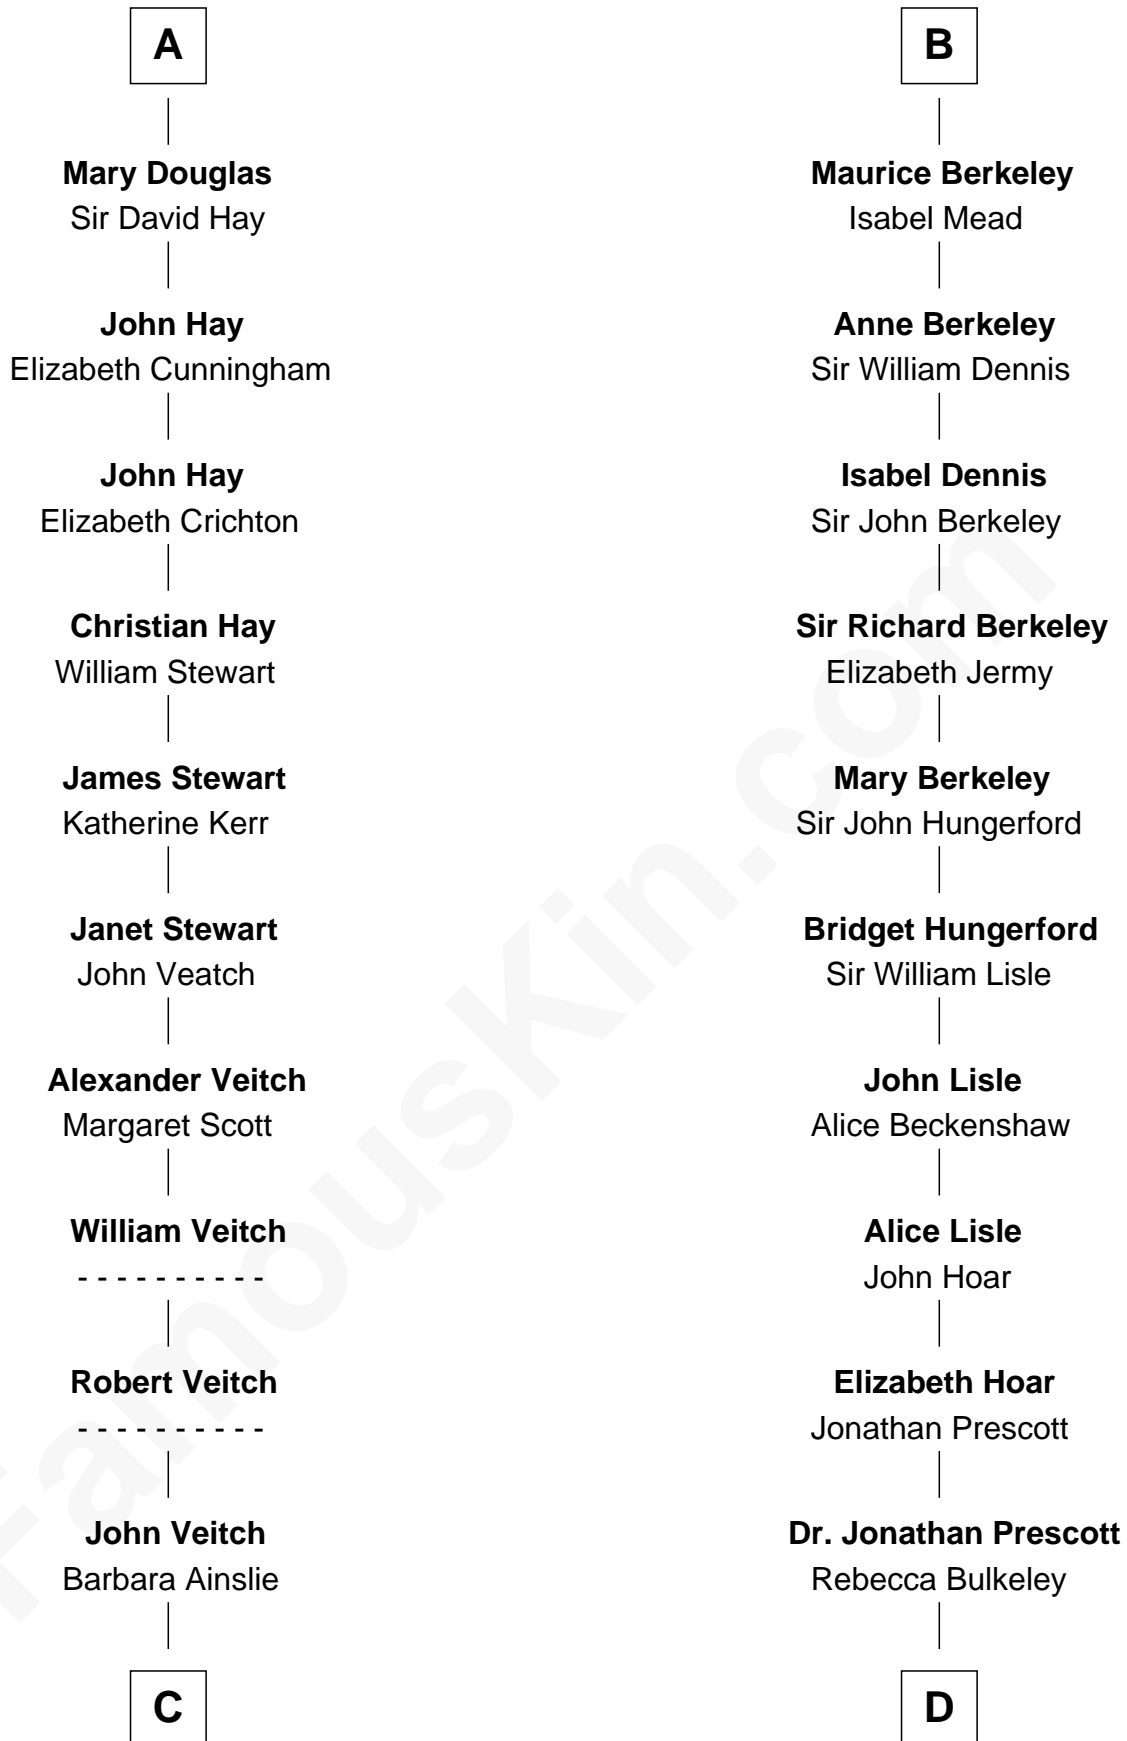 A
Mary Douglas
Sir David Hay
John Hay
Elizabeth Cunningham
John Hay
Elizabeth Crichton
Christian Hay
William Stewart
James Stewart
Katherine Kerr
Janet Stewart
John Veatch
Alexander Veitch
Margaret Scott
William Veitch
- - - - - - - - - -
Robert Veitch
- - - - - - - - - -
John Veitch
Barbara Ainslie
C
B
Maurice Berkeley
Isabel Mead
Anne Berkeley
Sir William Dennis
Isabel Dennis
Sir John Berkeley
Sir Richard Berkeley
Elizabeth Jermy
Mary Berkeley
Sir John Hungerford
Bridget Hungerford
Sir William Lisle
John Lisle
Alice Beckenshaw
Alice Lisle
John Hoar
Elizabeth Hoar
Jonathan Prescott
Dr. Jonathan Prescott
Rebecca Bulkeley
D
FamousKin.com